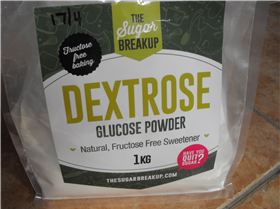 17/4
THE
Sugar
BREAKUP
Fructose
free
baking
DEXTROSE
GLUCOSE POWDER
Natural, Fructose Free Sweetener
1KG
HAVE YOU
QUIT?
SUGAR
THESUGARBREAKUP.COM